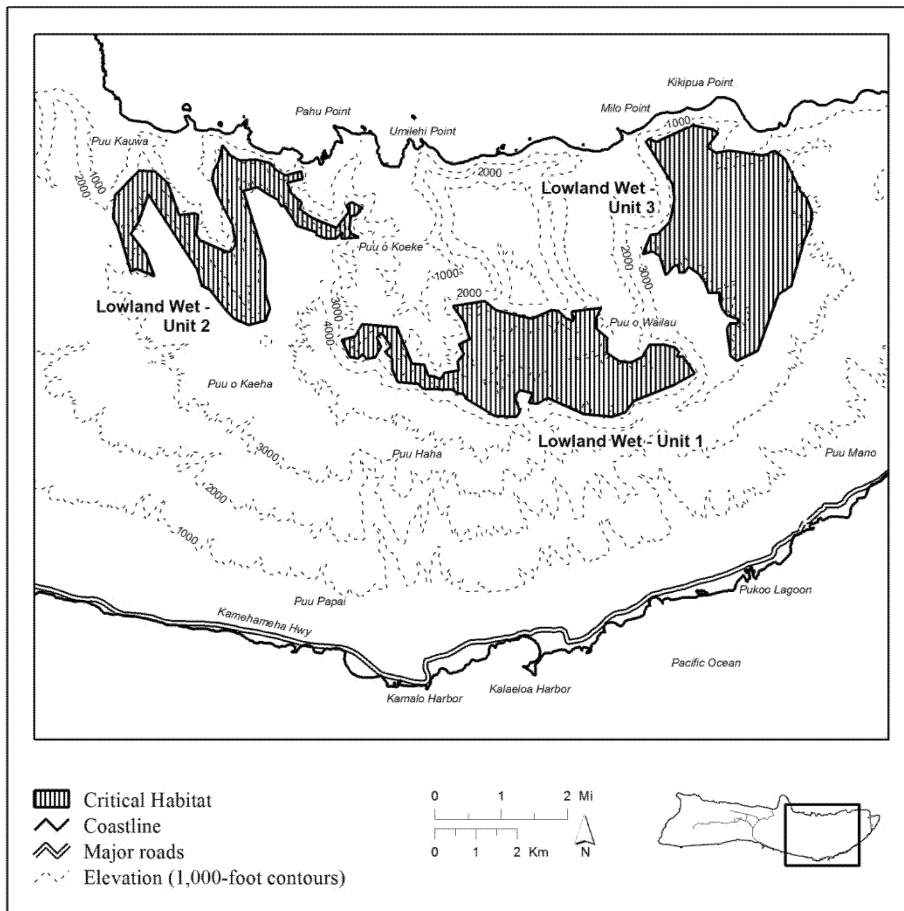 Kikipua Point
Pahu Point
Milo Point
Umilehi Point
1000
Puu Kauwa
1000
2000
2000
Lowland Wet -
Unit 3
Puu o Koeke
2000
3000
1000
2000
Lowland Wet -
Unit 2
3000
4000
Puu o Wailau
Puu o Kaeha
Lowland Wet - Unit 1
Puu Haha
Puu Mano
3000
2000
1000
Puu Papai
Pukoo Lagoon
Kamehameha Hwy
Pacific Ocean
Kamalo Harbor
Kalaeloa Harbor
Critical Habitat
Coastline
Major roads
Elevation (1,000-foot contours)
0 1 2 Mi
0 1 2 Km
N